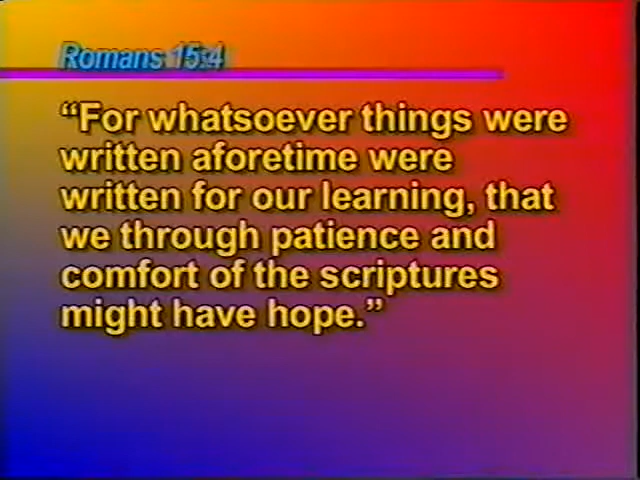 Romans 15:4
“For whatsoever things were
written aforetime were
written for our learning, that
we through patience and
comfort of the scriptures
might have hope.”